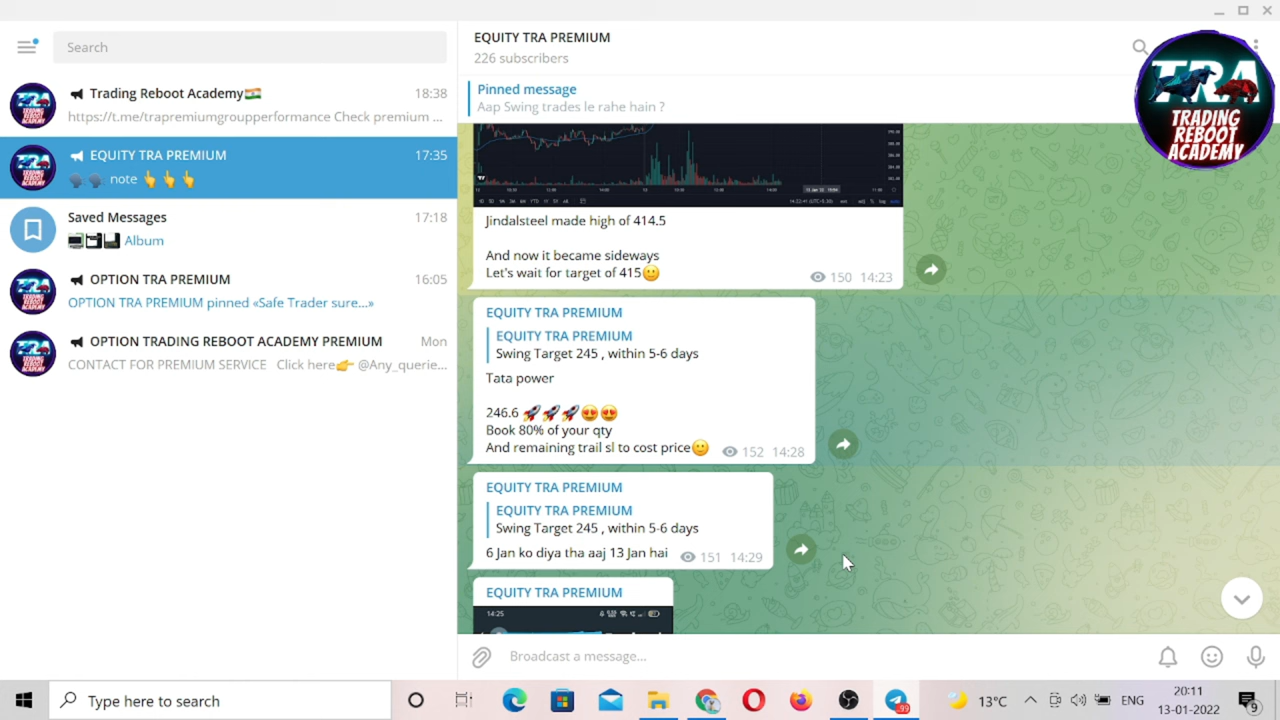 Search
Trading Reboot Academy🇮🇳 18:38
https://t.me/trapremiumgroupperformance Check premium ...
EQUITY TRA PREMIUM 17:35
note 👆👆
Saved Messages 17:18
Album
OPTION TRA PREMIUM 16:05
OPTION TRA PREMIUM pinned «Safe Trader sure...»
OPTION TRADING REBOOT ACADEMY PREMIUM Mon
CONTACT FOR PREMIUM SERVICE Click here👉 @Any_querie...
EQUITY TRA PREMIUM
226 subscribers
Pinned message
Aap Swing trades le rahe hain ?
TRA
TRADING
REBOOT
ACADEMY
Jindalsteel made high of 414.5
And now it became sideways
Let's wait for target of 415🙂 150 14:23
EQUITY TRA PREMIUM
EQUITY TRA PREMIUM
Swing Target 245 , within 5-6 days
Tata power
246.6 🚀🚀🚀😍😍
Book 80% of your qty
And remaining trail sl to cost price🙂 152 14:28
EQUITY TRA PREMIUM
EQUITY TRA PREMIUM
Swing Target 245 , within 5-6 days
6 Jan ko diya tha aaj 13 Jan hai 151 14:29
EQUITY TRA PREMIUM
14:25
Broadcast a message...
Type here to search
99
13°C
ENG
20:11
13-01-2022
9